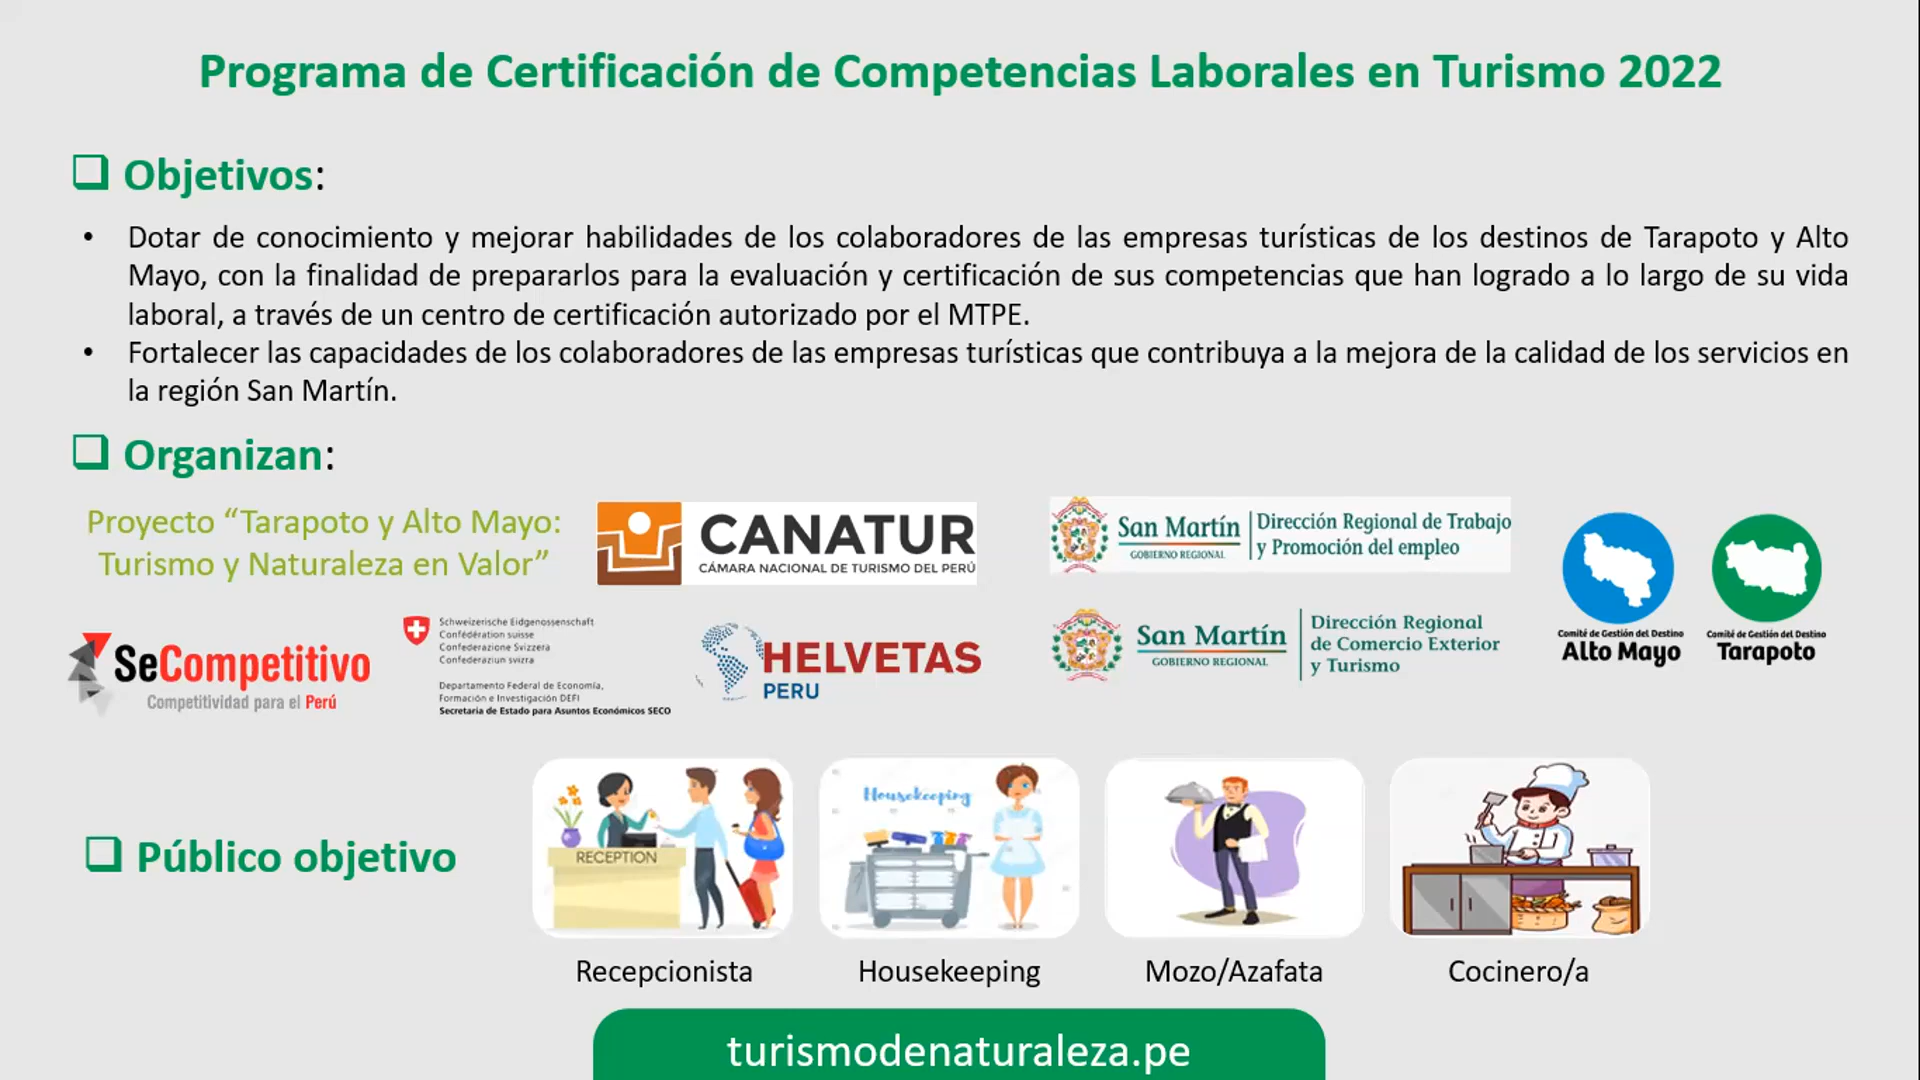 Programa de Certificación de Competencias Laborales en Turismo 2022
Objetivos:
• Dotar de conocimiento y mejorar habilidades de los colaboradores de las empresas turísticas de los destinos de Tarapoto y Alto
Mayo, con la finalidad de prepararlos para la evaluación y certificación de sus competencias que han logrado a lo largo de su vida
laboral, a través de un centro de certificación autorizado por el MTPE.
• Fortalecer las capacidades de los colaboradores de las empresas turísticas que contribuya a la mejora de la calidad de los servicios en
la región San Martín.
Organizan:
Proyecto “Tarapoto y Alto Mayo:
Turismo y Naturaleza en Valor”
CANATUR
CÁMARA NACIONAL DE TURISMO DEL PERÚ
San Martín
GOBIERNO REGIONAL
Dirección Regional de Trabajo
y Promoción del empleo
SeCompetitivo
Competitividad para el Perú
Schweizerische Eidgenossenschaft
Confédération suisse
Confederazione Svizzera
Confederaziun svizra
Departamento Federal de Economía,
Formación e Investigación DEFI
Secretaría de Estado para Asuntos Económicos SECO
HELVETAS
PERU
San Martín
GOBIERNO REGIONAL
Dirección Regional
de Comercio Exterior
y Turismo
Comité de Gestión del Destino
Alto Mayo
Comité de Gestión del Destino
Tarapoto
Público objetivo
RECEPTION
Housekeeping
Recepcionista
Housekeeping
Mozo/Azafata
Cocinero/a
turismodenaturaleza.pe